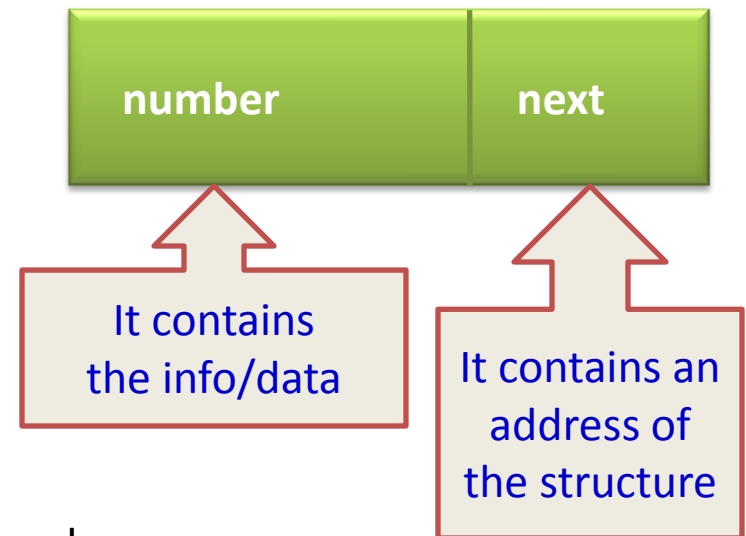 number next
It contains
the info/data
It contains an
address of
the structure